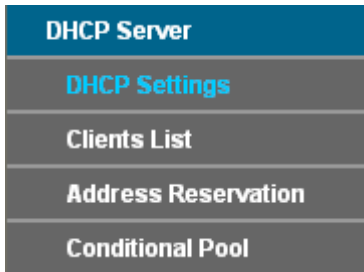 DHCP Server
DHCP Settings
Clients List
Address Reservation
Conditional Pool